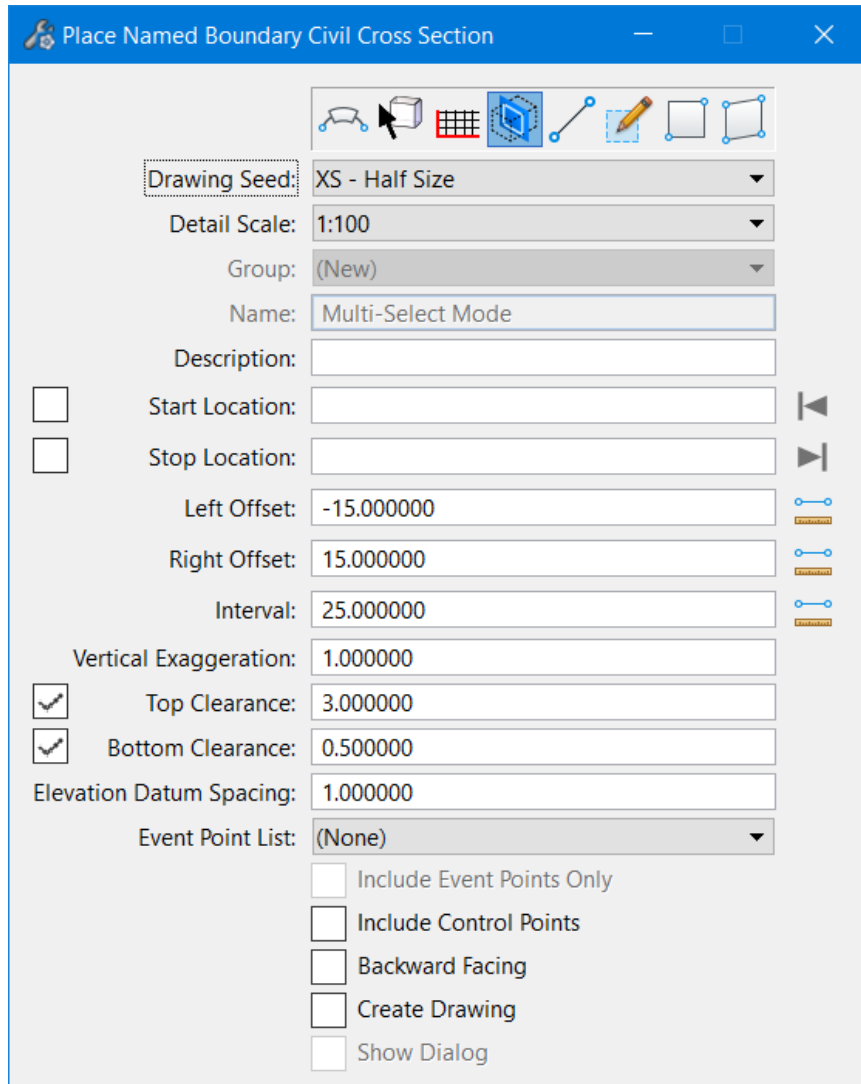 Place Named Boundary Civil Cross Section
Drawing Seed: XS - Half Size
Detail Scale: 1:100
Group: (New)
Name: Multi-Select Mode
Description:
Start Location:
Stop Location:
Left Offset: -15.000000
Right Offset: 15.000000
Interval: 25.000000
Vertical Exaggeration: 1.000000
Top Clearance: 3.000000
Bottom Clearance: 0.500000
Elevation Datum Spacing: 1.000000
Event Point List: (None)
Include Event Points Only
Include Control Points
Backward Facing
Create Drawing
Show Dialog